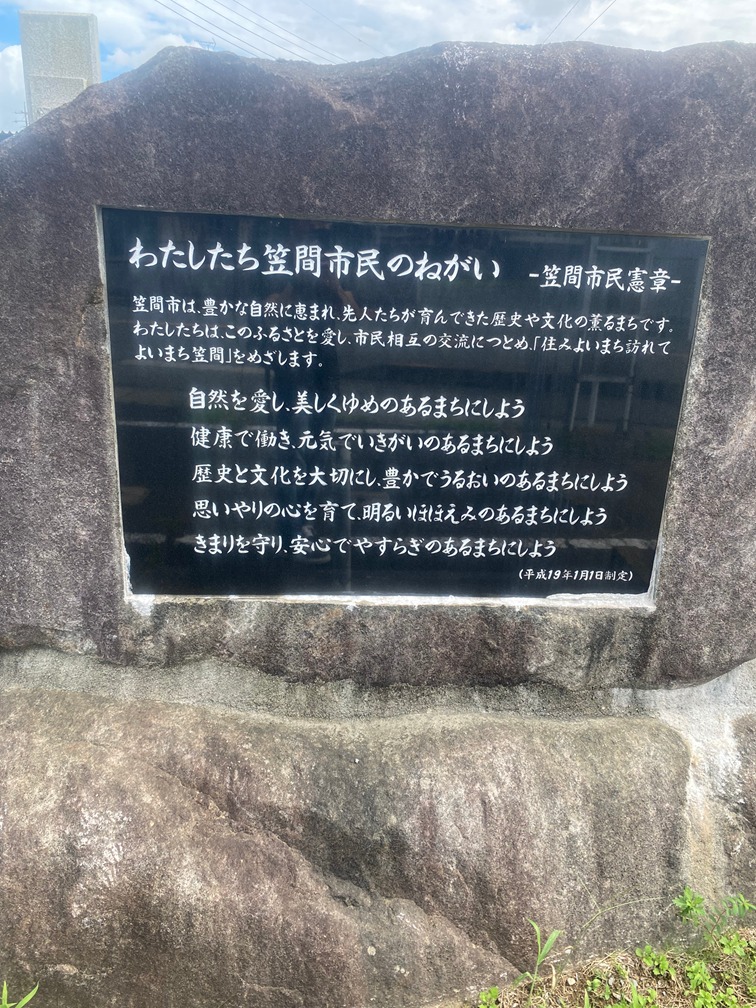 わたしたち笠間市民のねがい -笠間市民憲章-
笠間市は、豊かな自然に恵まれ、先人たちが育んできた歴史や文化の薫るまちです。
わたしたちは、このふるさとを愛し、市民相互の交流につとめ、「住みよいまち訪れて
よいまち笠間」をめざします。
自然を愛し、美しくゆめのあるまちにしよう
健康で働き、元気でいきがいのあるまちにしよう
歴史と文化を大切にし、豊かでうるおいのあるまちにしよう
思いやりの心を育て、明るいほほえみのあるまちにしよう
きまりを守り、安心でやすらぎのあるまちにしよう
(平成19年1月1日制定)